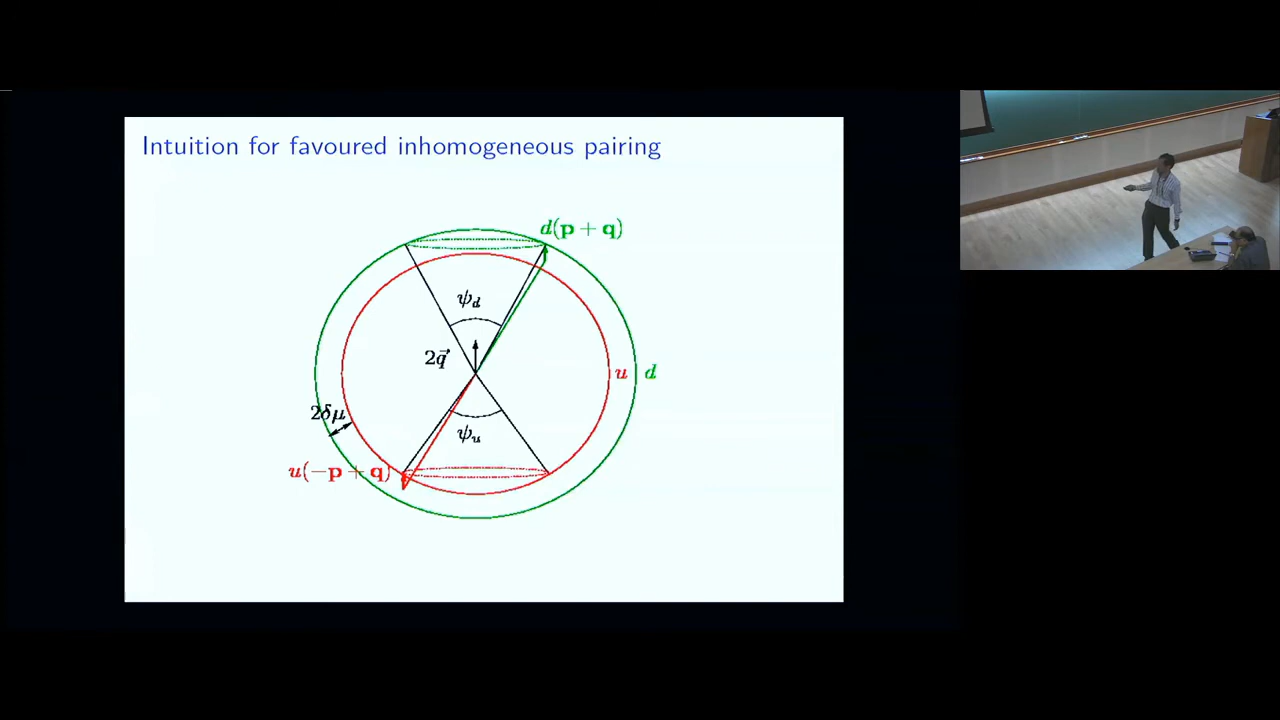 Intuition for favoured inhomogeneous pairing
d(p + q)
ψ_d
2q⃗
u d
2δμ
ψ_u
u(−p + q)